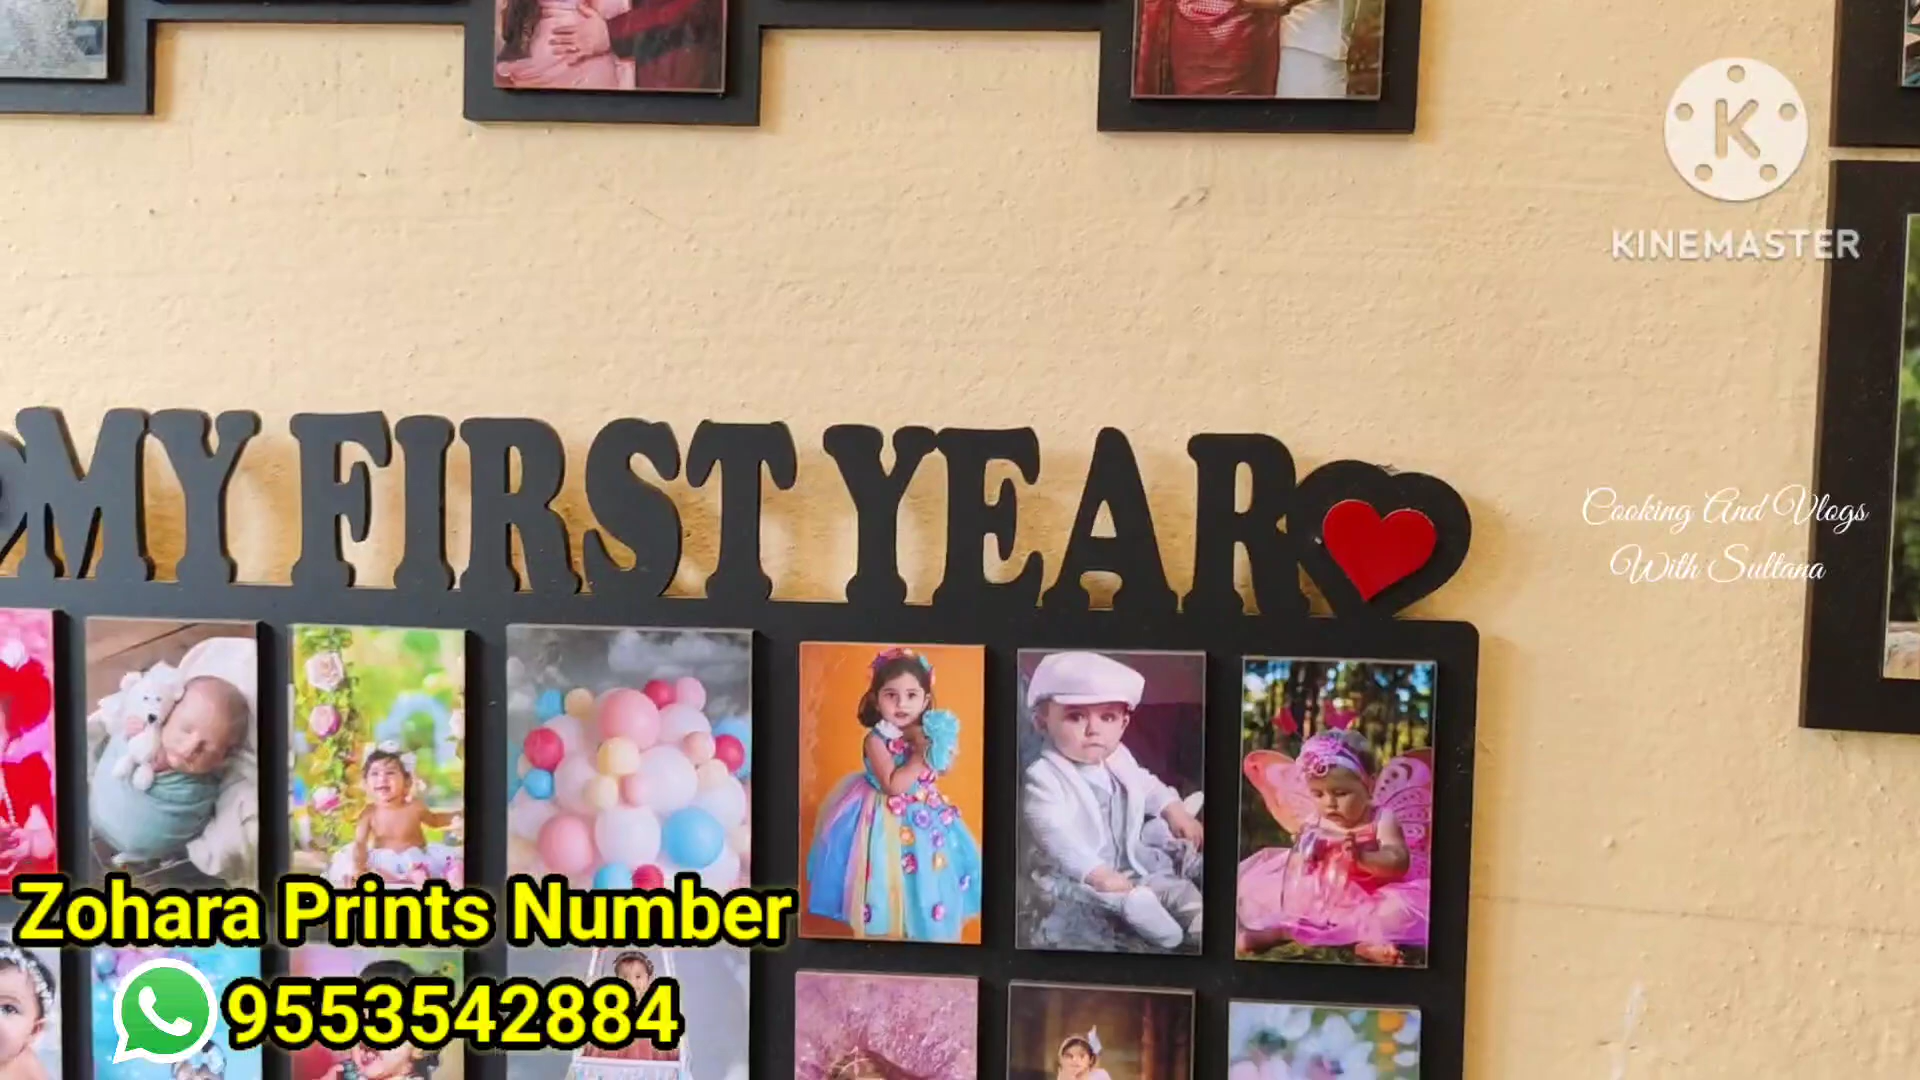 K
KINEMASTER
MY FIRST YEAR
Cooking And Vlogs
With Sultana
Zohara Prints Number
9553542884